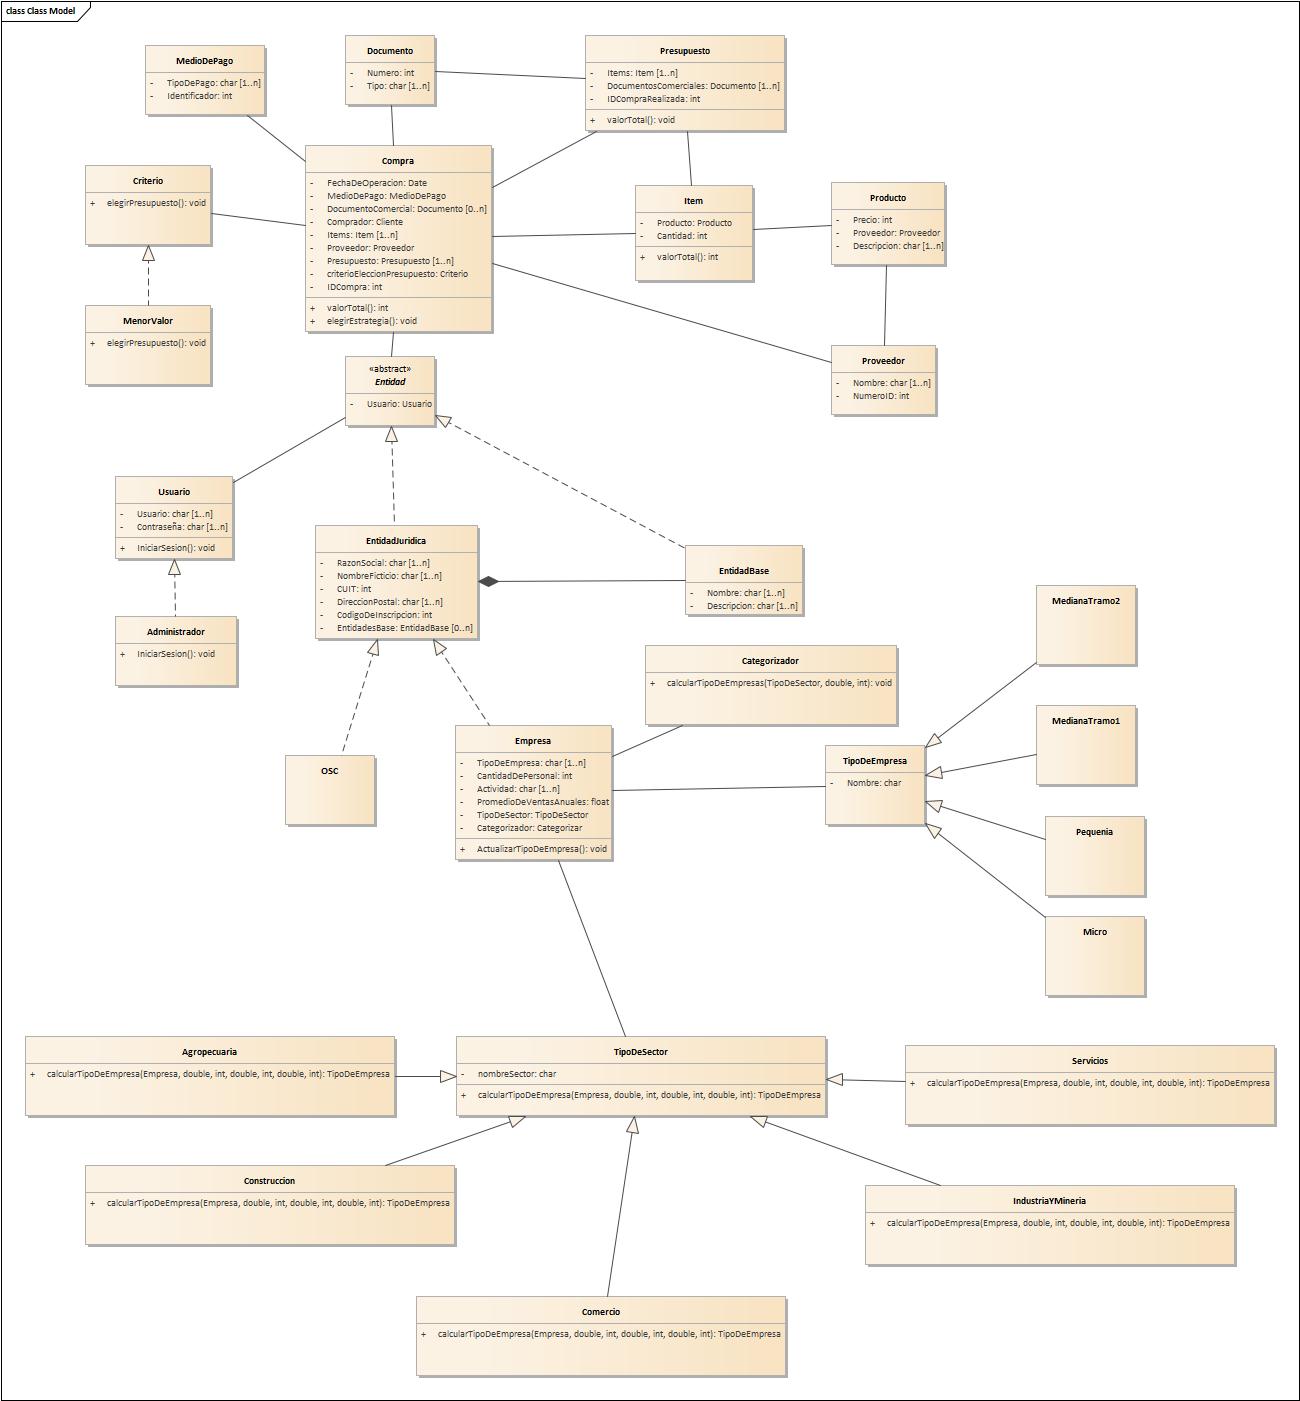 class Class Model
MedioDePago
- TipoDePago: char [1..n]
- Identificador: int
Documento
- Numero: int
- Tipo: char [1..n]
Presupuesto
- Items: Item [1..n]
- DocumentosComerciales: Documento [1..n]
- IDCompraRealizada: int
+ valorTotal(): void
Criterio
+ elegirPresupuesto(): void
Compra
- FechaDeOperacion: Date
- MedioDePago: MedioDePago
- DocumentoComercial: Documento [0..n]
- Comprador: Cliente
- Items: Item [1..n]
- Proveedor: Proveedor
- Presupuesto: Presupuesto [1..n]
- criterioEleccionPresupuesto: Criterio
- IDCompra: int
+ valorTotal(): int
+ elegirEstrategia(): void
Item
- Producto: Producto
- Cantidad: int
+ valorTotal(): int
Producto
- Precio: int
- Proveedor: Proveedor
- Descripcion: char [1..n]
MenorValor
+ elegirPresupuesto(): void
«abstract»
Entidad
- Usuario: Usuario
Proveedor
- Nombre: char [1..n]
- NumeroID: int
Usuario
- Usuario: char [1..n]
- Contraseña: char [1..n]
+ IniciarSesion(): void
EntidadJuridica
- RazonSocial: char [1..n]
- NombreFicticio: char [1..n]
- CUIT: int
- DireccionPostal: char [1..n]
- CodigoDeInscripcion: int
- EntidadesBase: EntidadBase [0..n]
EntidadBase
- Nombre: char [1..n]
- Descripcion: char [1..n]
Administrador
+ IniciarSesion(): void
MedianaTramo2
Categorizador
+ calcularTipoDeEmpresas(TipoDeSector, double, int): void
MedianaTramo1
OSC
Empresa
- TipoDeEmpresa: char [1..n]
- CantidadDePersonal: int
- Actividad: char [1..n]
- PromedioDeVentasAnuales: float
- TipoDeSector: TipoDeSector
- Categorizador: Categorizar
+ ActualizarTipoDeEmpresa(): void
TipoDeEmpresa
- Nombre: char
Pequenia
Micro
Agropecuaria
+ calcularTipoDeEmpresa(Empresa, double, int, double, int, double, int): TipoDeEmpresa
TipoDeSector
- nombreSector: char
+ calcularTipoDeEmpresa(Empresa, double, int, double, int, double, int): TipoDeEmpresa
Servicios
+ calcularTipoDeEmpresa(Empresa, double, int, double, int, double, int): TipoDeEmpresa
Construccion
+ calcularTipoDeEmpresa(Empresa, double, int, double, int, double, int): TipoDeEmpresa
IndustriaYMineria
+ calcularTipoDeEmpresa(Empresa, double, int, double, int, double, int): TipoDeEmpresa
Comercio
+ calcularTipoDeEmpresa(Empresa, double, int, double, int, double, int): TipoDeEmpresa